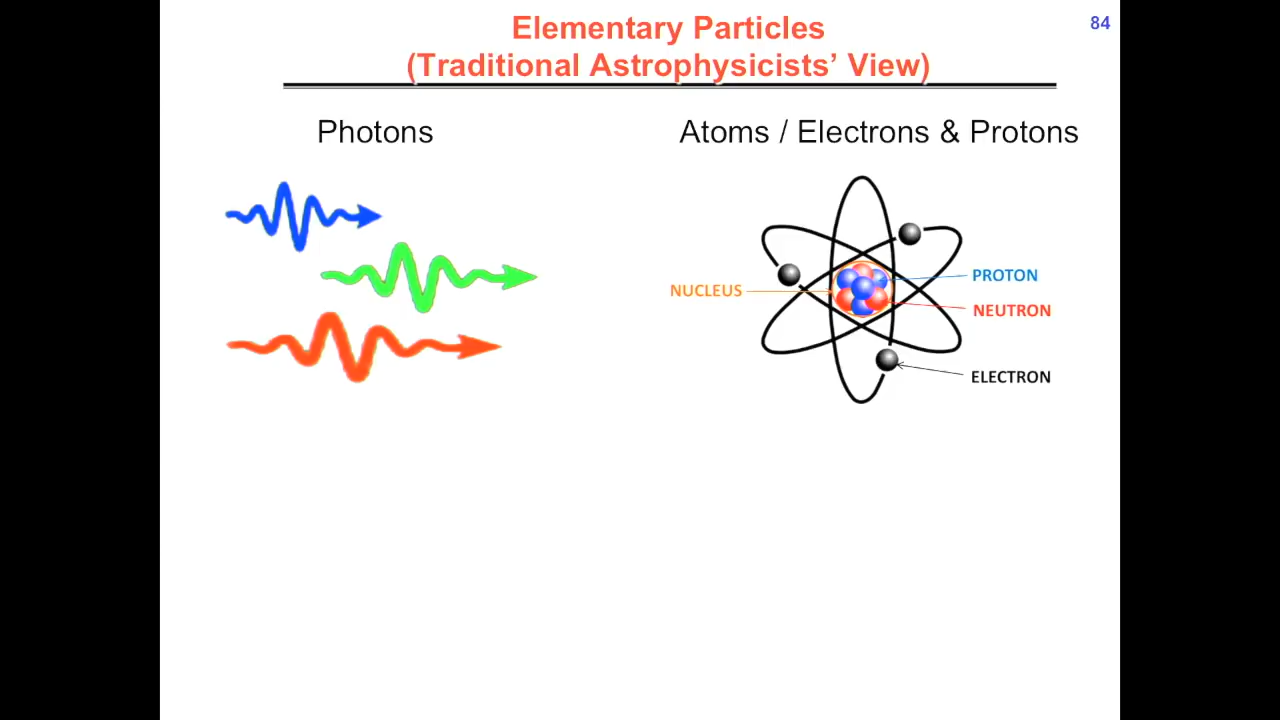 Elementary Particles
(Traditional Astrophysicists’ View)
84
Photons
Atoms / Electrons & Protons
NUCLEUS
PROTON
NEUTRON
ELECTRON